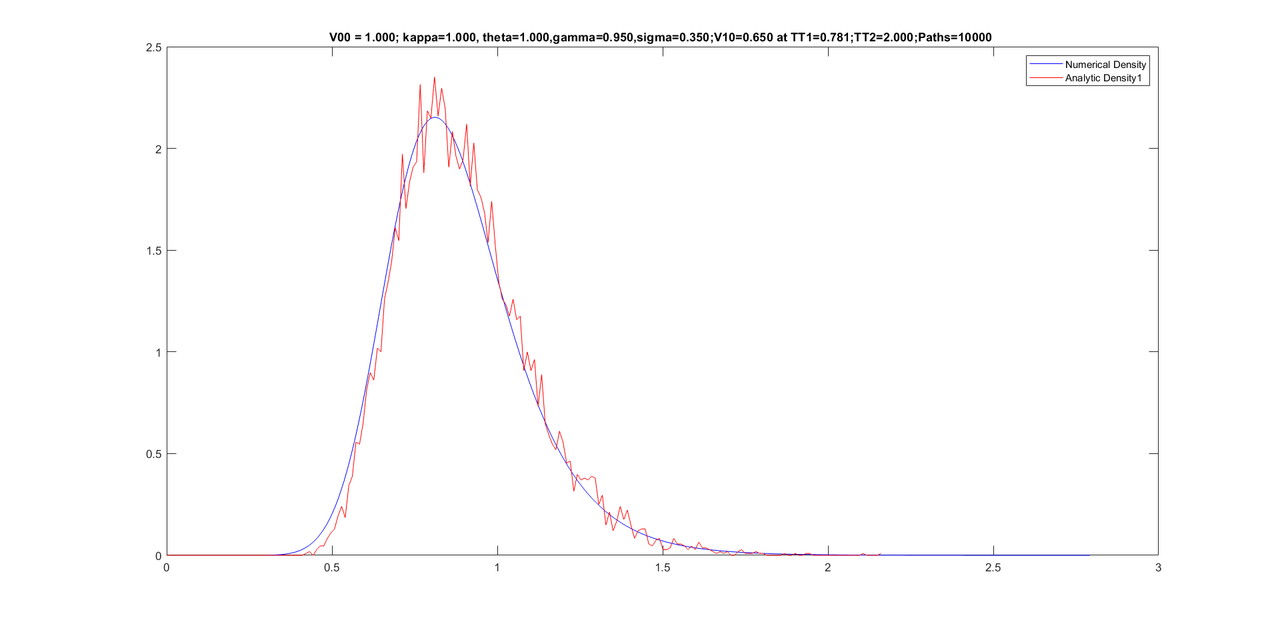 V00 = 1.000; kappa=1.000, theta=1.000,gamma=0.950,sigma=0.350;V10=0.650 at TT1=0.781;TT2=2.000;Paths=10000
Numerical Density
Analytic Density1
2.5
2
1.5
1
0.5
0
0 0.5 1 1.5 2 2.5 3